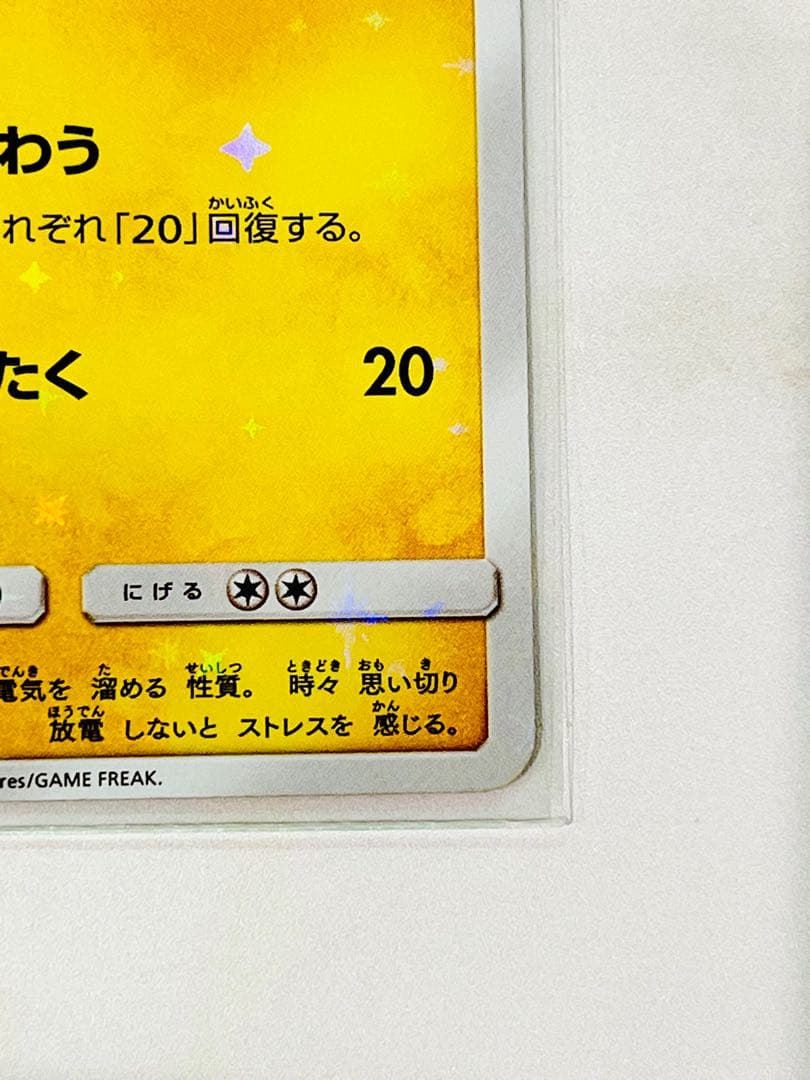 わう
れぞれ「20」回復する。
かいふく
たく 20
にげる
でんき た せいしつ ときどき おも き
電気を 溜める 性質。 時々 思い切り
ほうでん かん
放電 しないと ストレスを 感じる。
res/GAME FREAK.